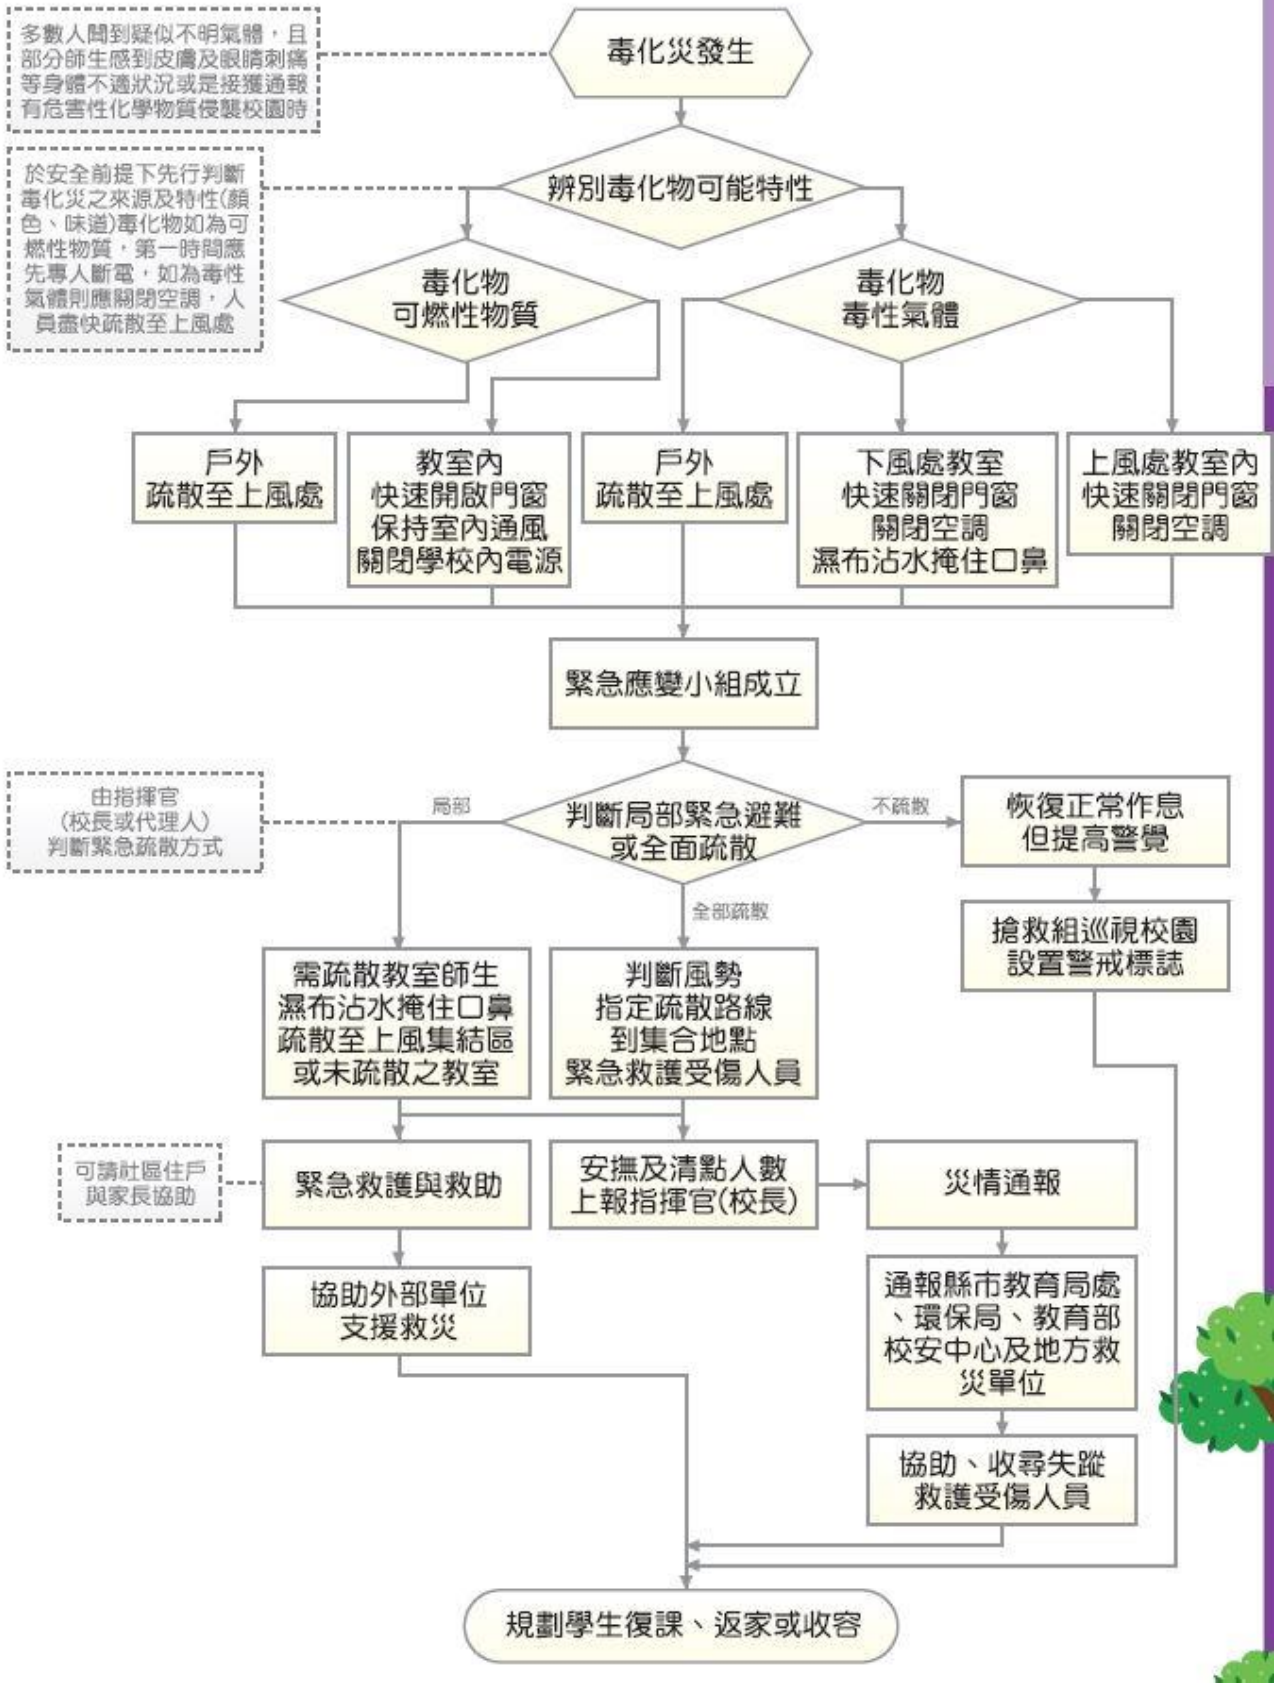 多數人聞到疑似不明氣體，且
部分師生感到皮膚及眼睛刺痛
等身體不適狀況或是接獲通報
有危害性化學物質侵襲校園時
毒化災發生
於安全前提下先行判斷
毒化災之來源及特性(顏
色、味道)毒化物如為可
燃性物質，第一時間應
先專人斷電，如為毒性
氣體則應關閉空調，人
員盡快疏散至上風處
辨別毒化物可能特性
毒化物
可燃性物質
毒化物
毒性氣體
戶外
疏散至上風處
教室內
快速開啟門窗
保持室內通風
關閉學校內電源
戶外
疏散至上風處
下風處教室
快速關閉門窗
關閉空調
濕布沾水掩住口鼻
上風處教室內
快速關閉門窗
關閉空調
緊急應變小組成立
由指揮官
(校長或代理人)
判斷緊急疏散方式
局部
判斷局部緊急避難
或全面疏散
不疏散
恢復正常作息
但提高警覺
全部疏散
搶救組巡視校園
設置警戒標誌
需疏散教室師生
濕布沾水掩住口鼻
疏散至上風集結區
或未疏散之教室
判斷風勢
指定疏散路線
到集合地點
緊急救護受傷人員
可請社區住戶
與家長協助
緊急救護與救助
安撫及清點人數
上報指揮官(校長)
災情通報
協助外部單位
支援救災
通報縣市教育局處
、環保局、教育部
校安中心及地方救
災單位
協助、收尋失蹤
救護受傷人員
規劃學生復課、返家或收容